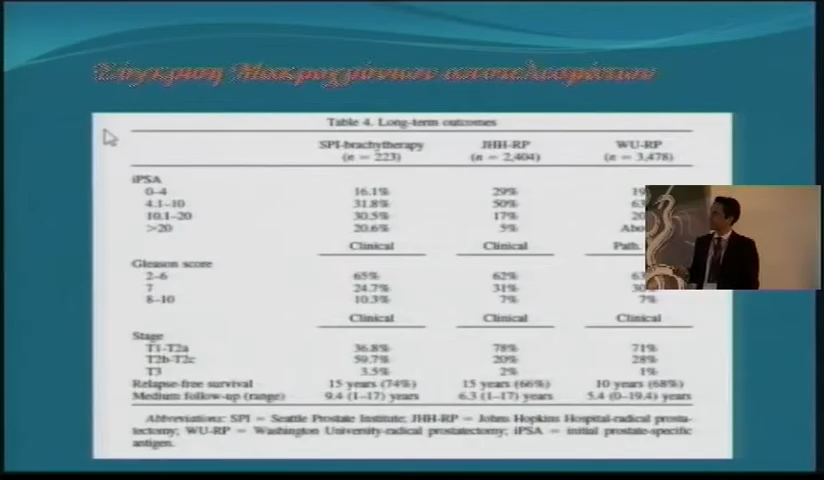 Σύγκριση Μακροχρόνιων αποτελεσμάτων
Table 4. Long-term outcomes
SPI-brachytherapy JHH-RP WU-RP
(n = 223) (n = 2,404) (n = 3,478)
iPSA
0–4 16.1% 29%
4.1–10 31.8% 50%
10.1–20 30.5% 17%
>20 20.6% 5%
Clinical Clinical Path.
Gleason score
2–6 65% 62%
7 24.7% 31%
8–10 10.3% 7% 7%
Clinical Clinical Clinical
Stage
T1-T2a 36.8% 78% 71%
T2b-T2c 59.7% 20% 28%
T3 3.5% 2% 1%
Relapse-free survival 15 years (74%) 15 years (66%) 10 years (68%)
Medium follow-up (range) 9.4 (1–17) years 6.3 (1–17) years 5.4 (0–19.4) years
Abbreviations: SPI = Seattle Prostate Institute; JHH-RP = Johns Hopkins Hospital-radical prosta-
tectomy; WU-RP = Washington University-radical prostatectomy; iPSA = initial prostate-specific
antigen.